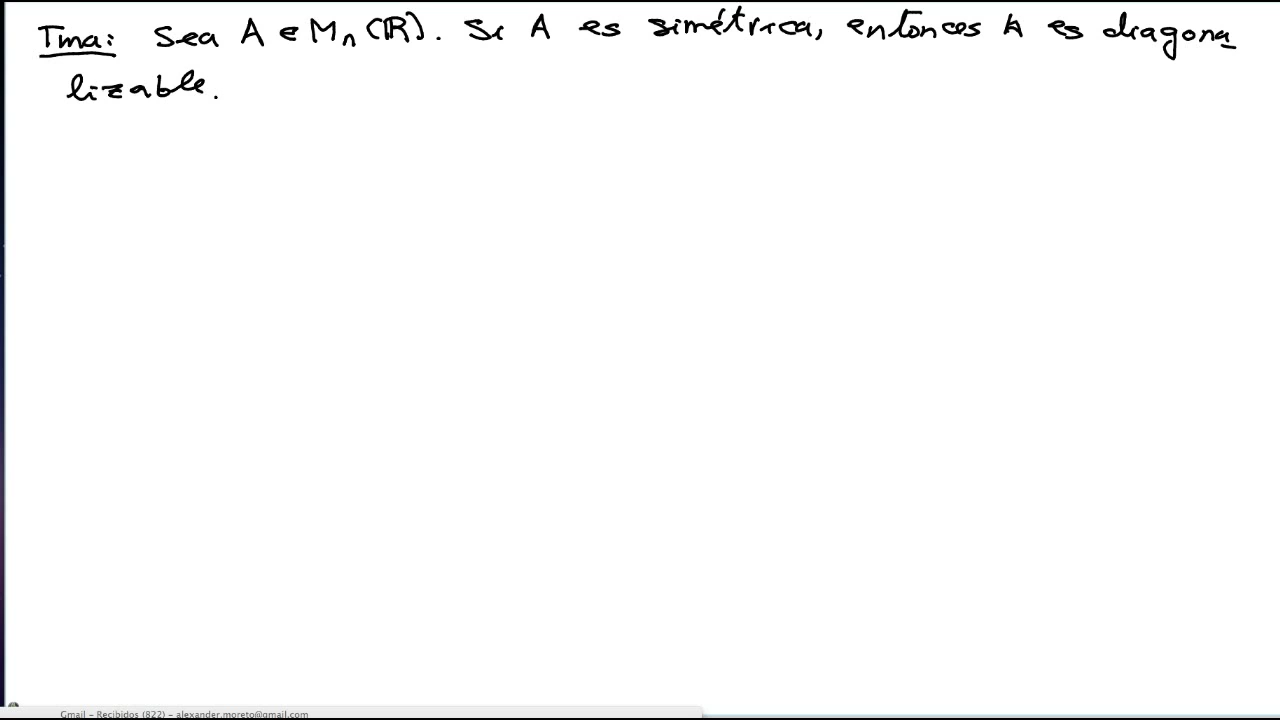 Tma: Sea A ∈ Mn(ℝ). Si A es simétrica, entonces A es diagona
lizable.
Gmail – Recibidos (822) – alexander.moreto@gmail.com